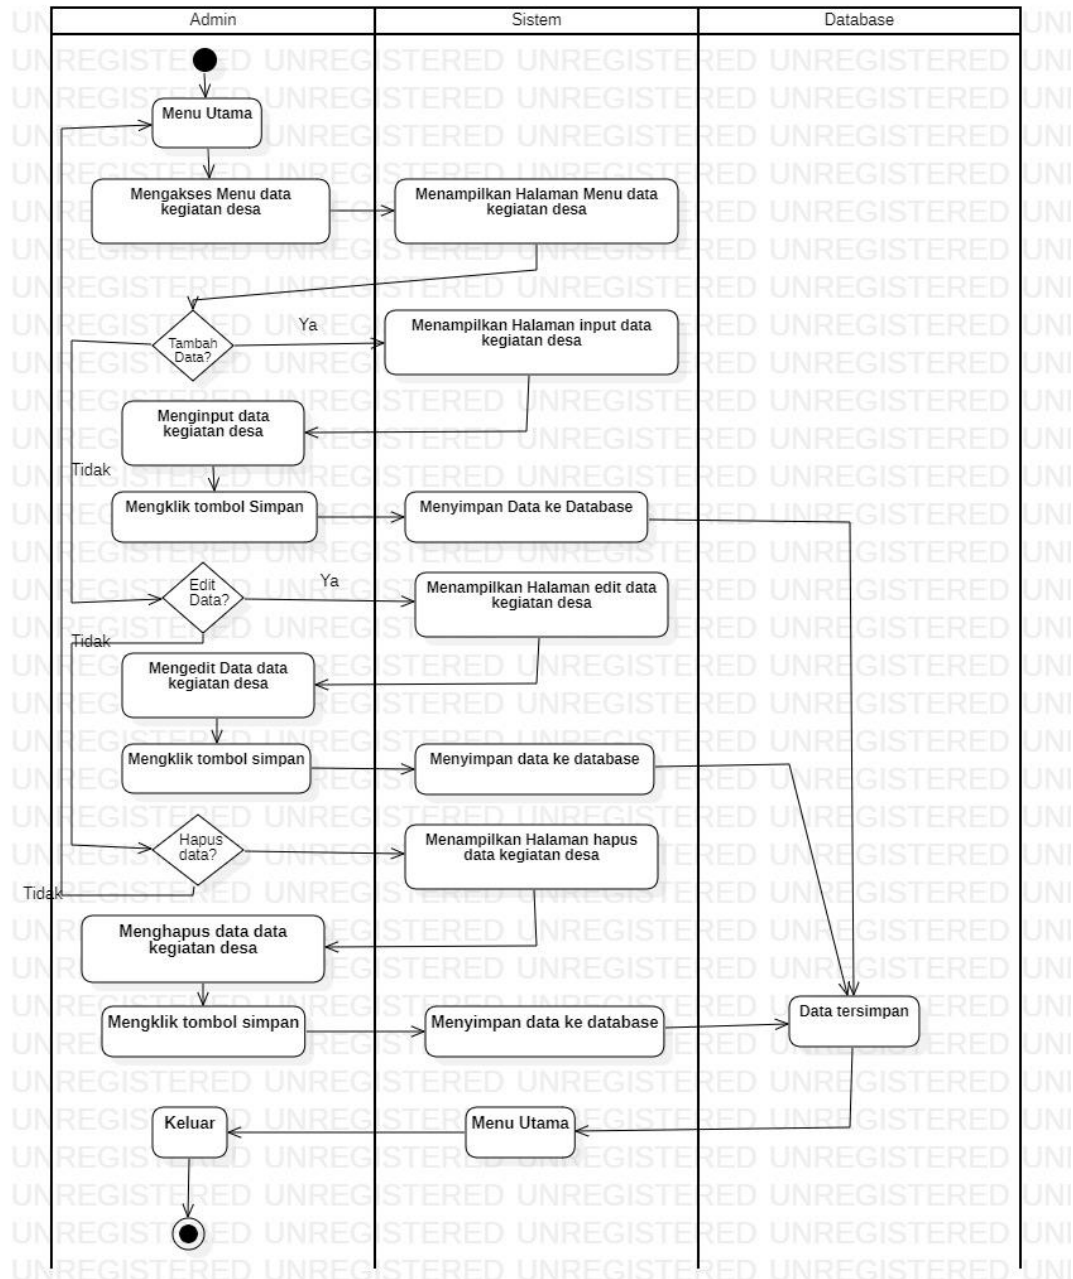 Admin
Sistem
Database
Menu Utama
Mengakses Menu data
kegiatan desa
Menampilkan Halaman Menu data
kegiatan desa
Tambah
Data?
Ya
Menampilkan Halaman input data
kegiatan desa
Menginput data
kegiatan desa
Tidak
Mengklik tombol Simpan
Menyimpan Data ke Database
Edit
Data?
Ya
Menampilkan Halaman edit data
kegiatan desa
Tidak
Mengedit Data data
kegiatan desa
Mengklik tombol simpan
Menyimpan data ke database
Hapus
data?
Menampilkan Halaman hapus
data kegiatan desa
Tidak
Menghapus data data
kegiatan desa
Mengklik tombol simpan
Menyimpan data ke database
Data tersimpan
Keluar
Menu Utama
UNREGISTERED